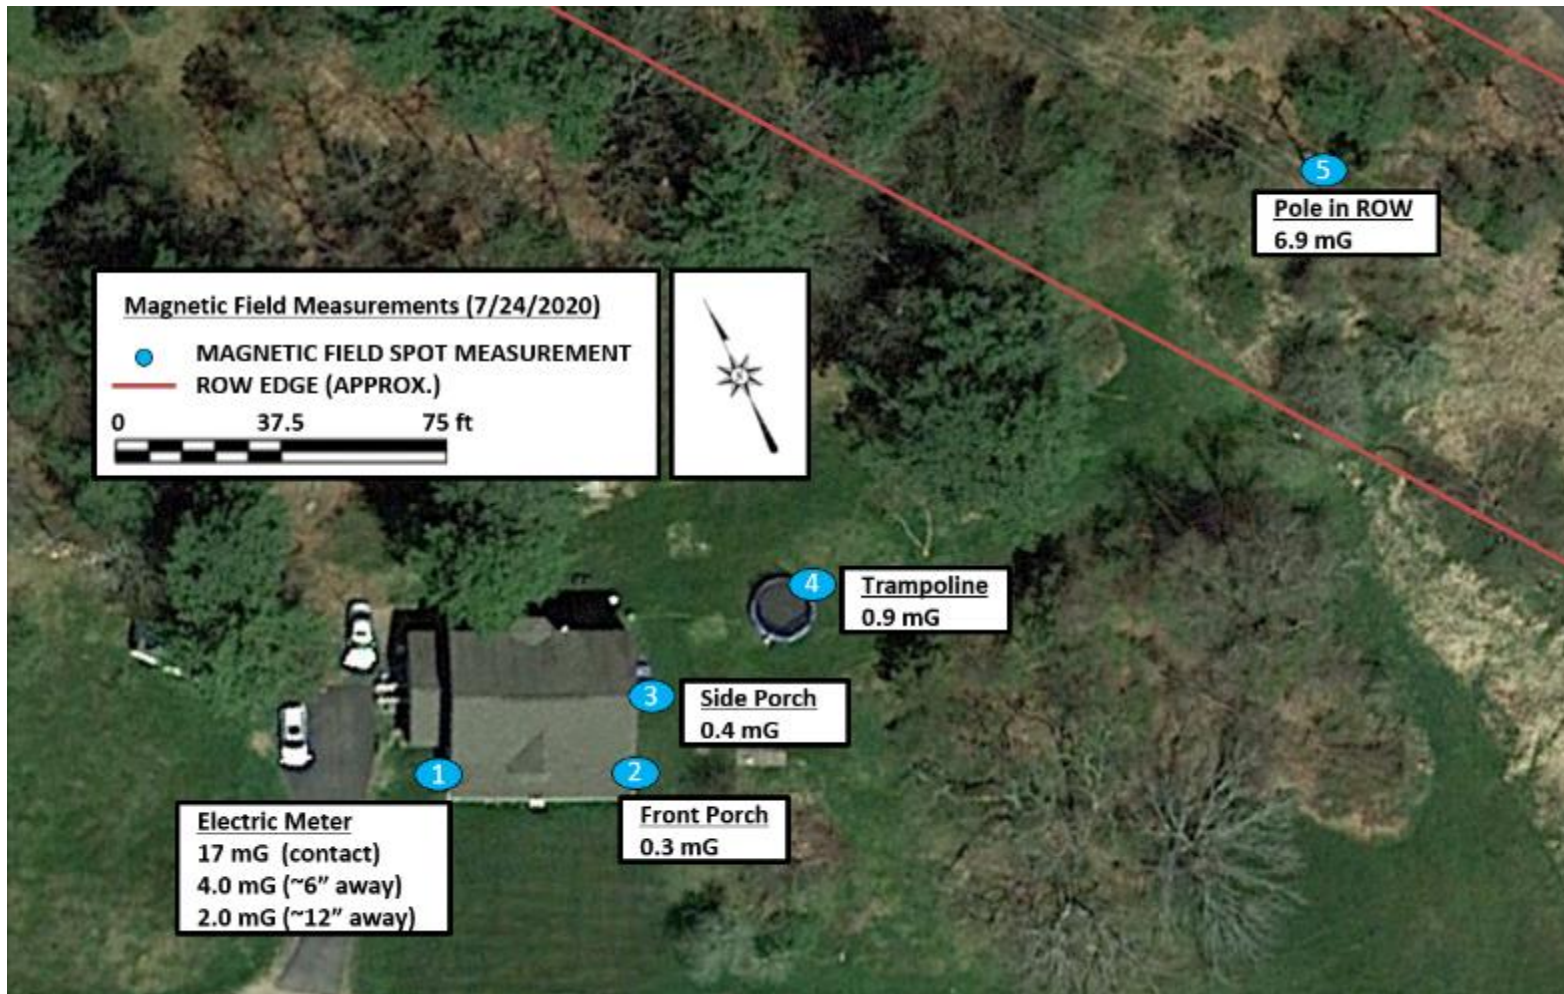 5
Pole in ROW
6.9 mG
Magnetic Field Measurements (7/24/2020)
MAGNETIC FIELD SPOT MEASUREMENT
ROW EDGE (APPROX.)
0 37.5 75 ft
4
Trampoline
0.9 mG
3
Side Porch
0.4 mG
1
Electric Meter
17 mG (contact)
4.0 mG (~6” away)
2.0 mG (~12” away)
2
Front Porch
0.3 mG